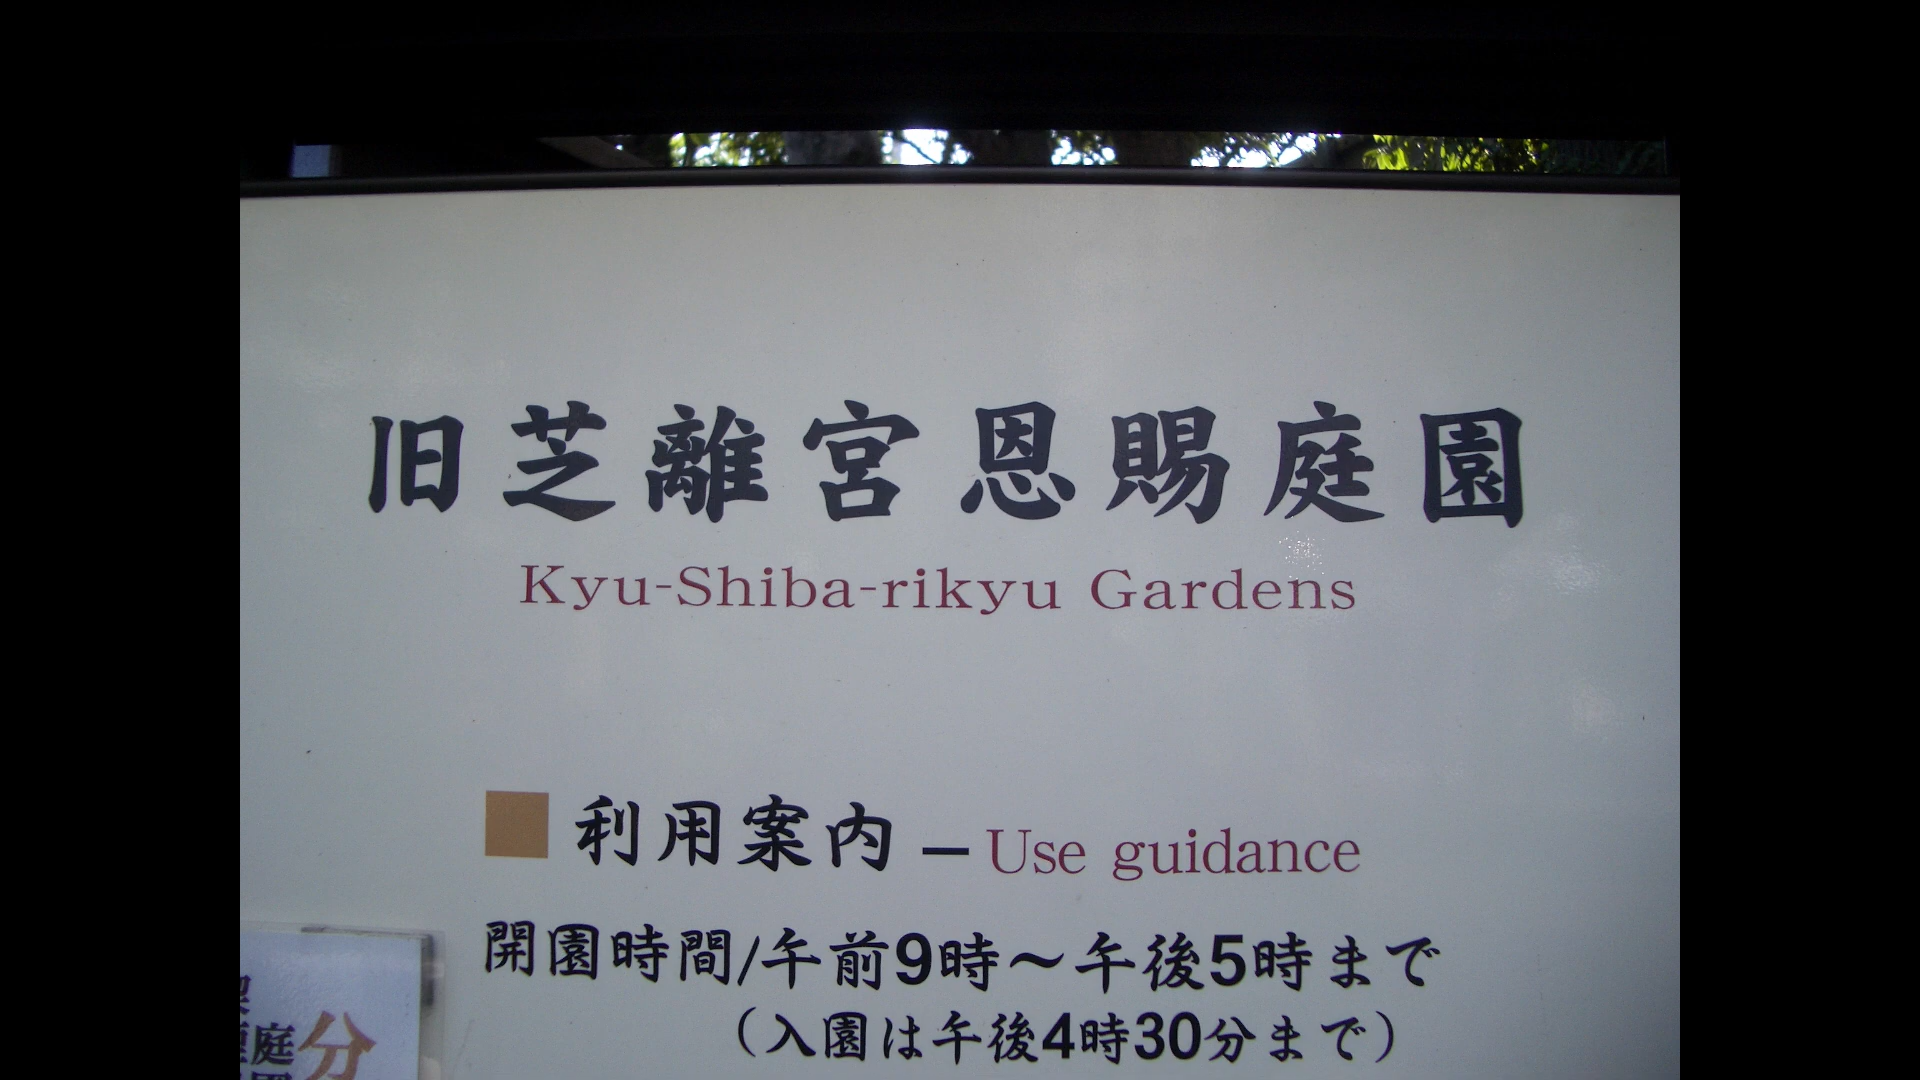 旧芝離宮恩賜庭園
Kyu-Shiba-rikyu Gardens
利用案内 – Use guidance
開園時間/午前9時～午後5時まで
（入園は午後4時30分まで）
庭
分